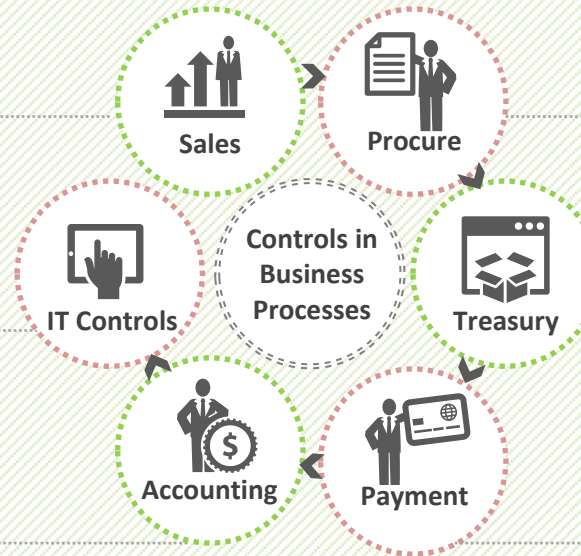 Sales
Procure
Controls in
Business
Processes
IT Controls
Treasury
$
Accounting
Payment